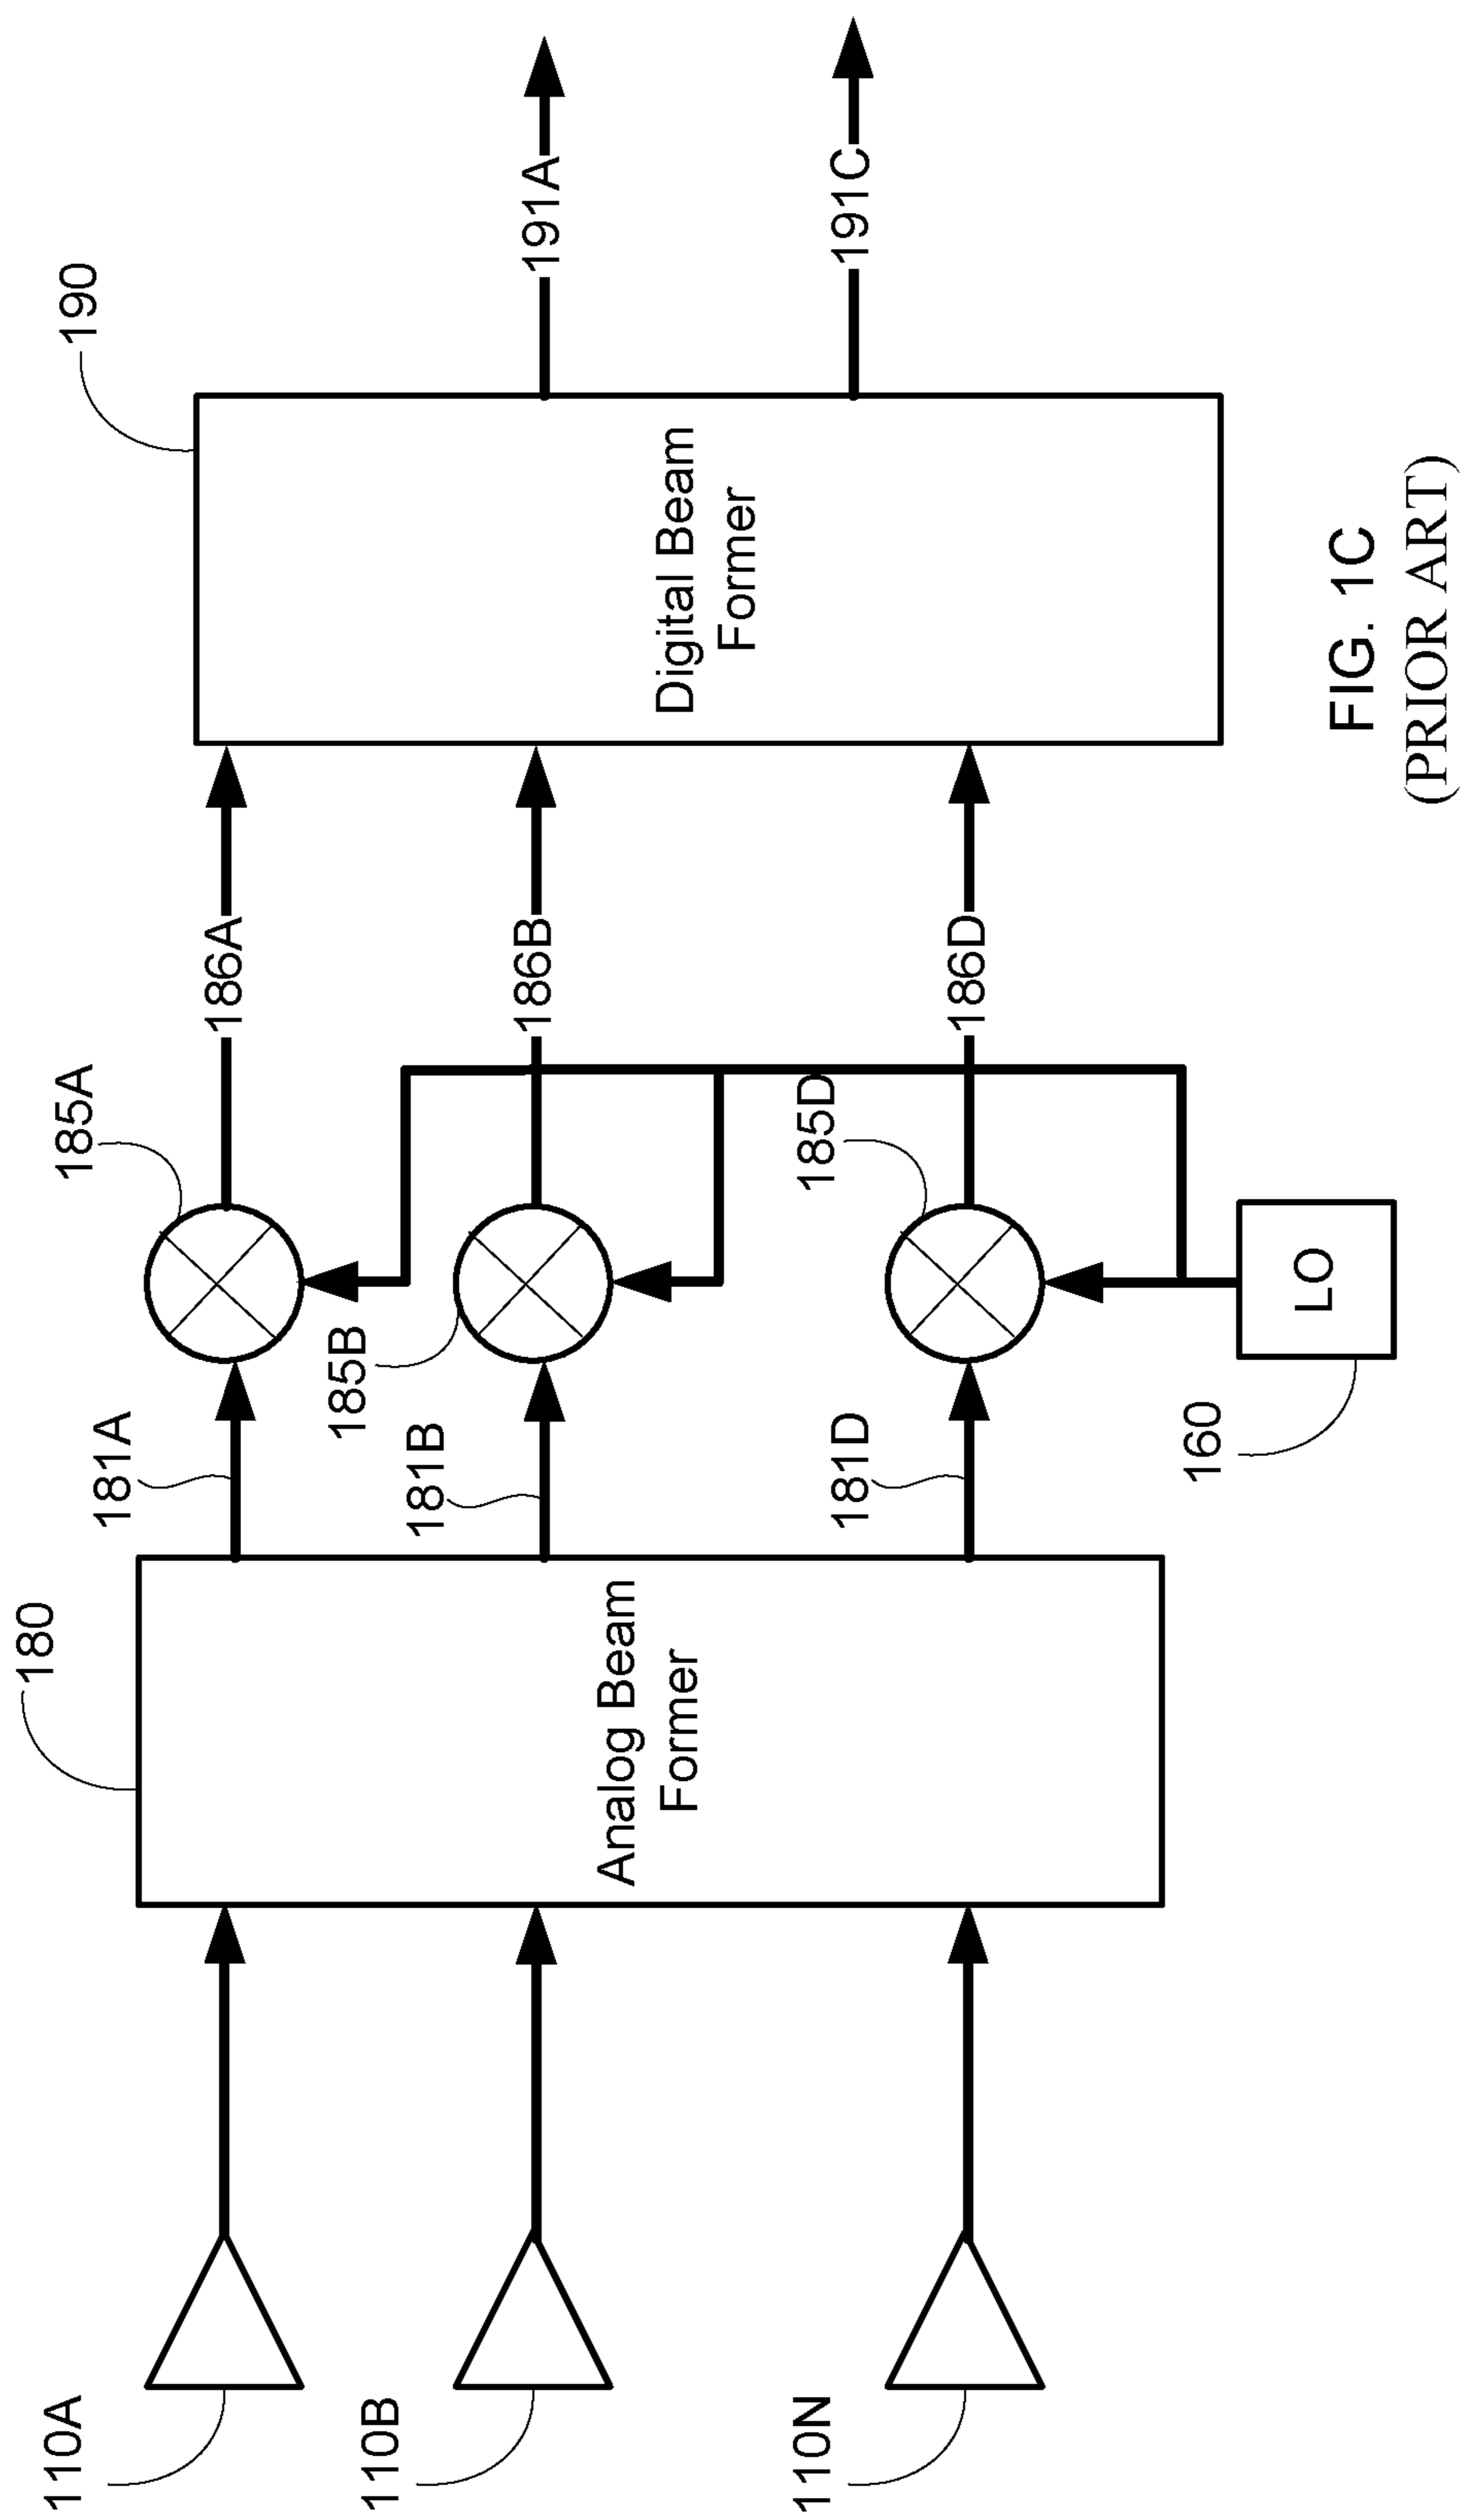 110A
110B
110N
180
Analog Beam
Former
181A
181B
181D
185A
185B
185D
160
LO
186A
186B
186D
190
Digital Beam
Former
191A
191C
FIG. 1C
(PRIOR ART)